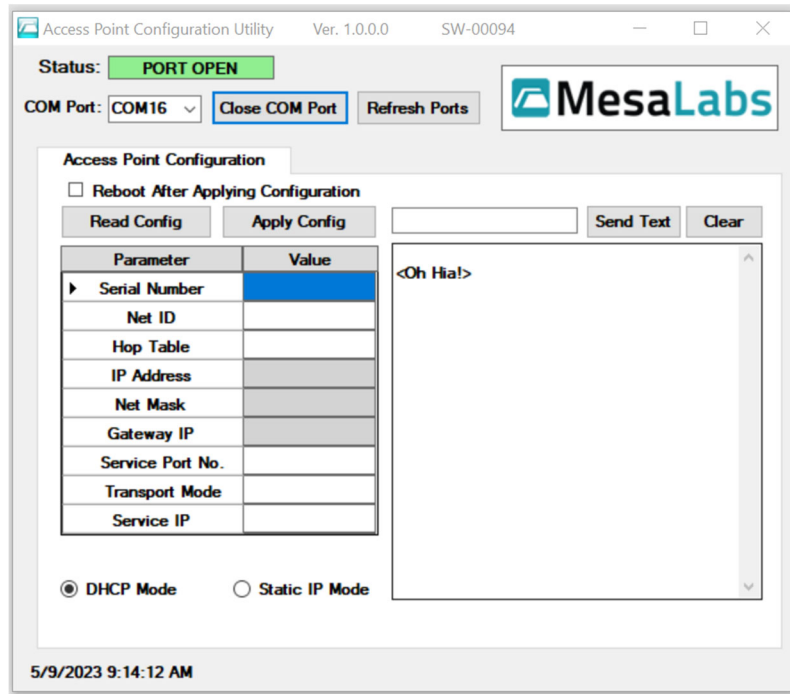 Access Point Configuration Utility Ver. 1.0.0.0 SW-00094
Status: PORT OPEN
COM Port: COM16 Close COM Port Refresh Ports
MesaLabs
Access Point Configuration
Reboot After Applying Configuration
Read Config Apply Config Send Text Clear
Parameter Value
<Oh Hia!>
Serial Number
Net ID
Hop Table
IP Address
Net Mask
Gateway IP
Service Port No.
Transport Mode
Service IP
DHCP Mode Static IP Mode
5/9/2023 9:14:12 AM